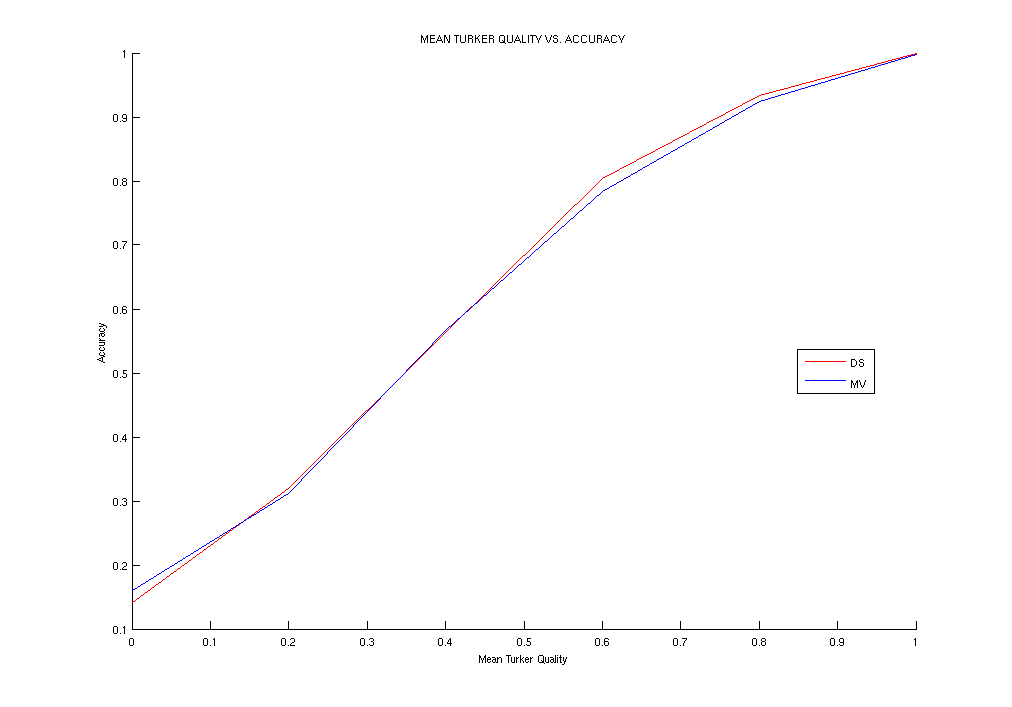 MEAN TURKER QUALITY VS. ACCURACY
1
0.9
0.8
0.7
0.6
0.5
0.4
0.3
0.2
0.1
Accuracy
DS
MV
0 0.1 0.2 0.3 0.4 0.5 0.6 0.7 0.8 0.9 1
Mean Turker Quality